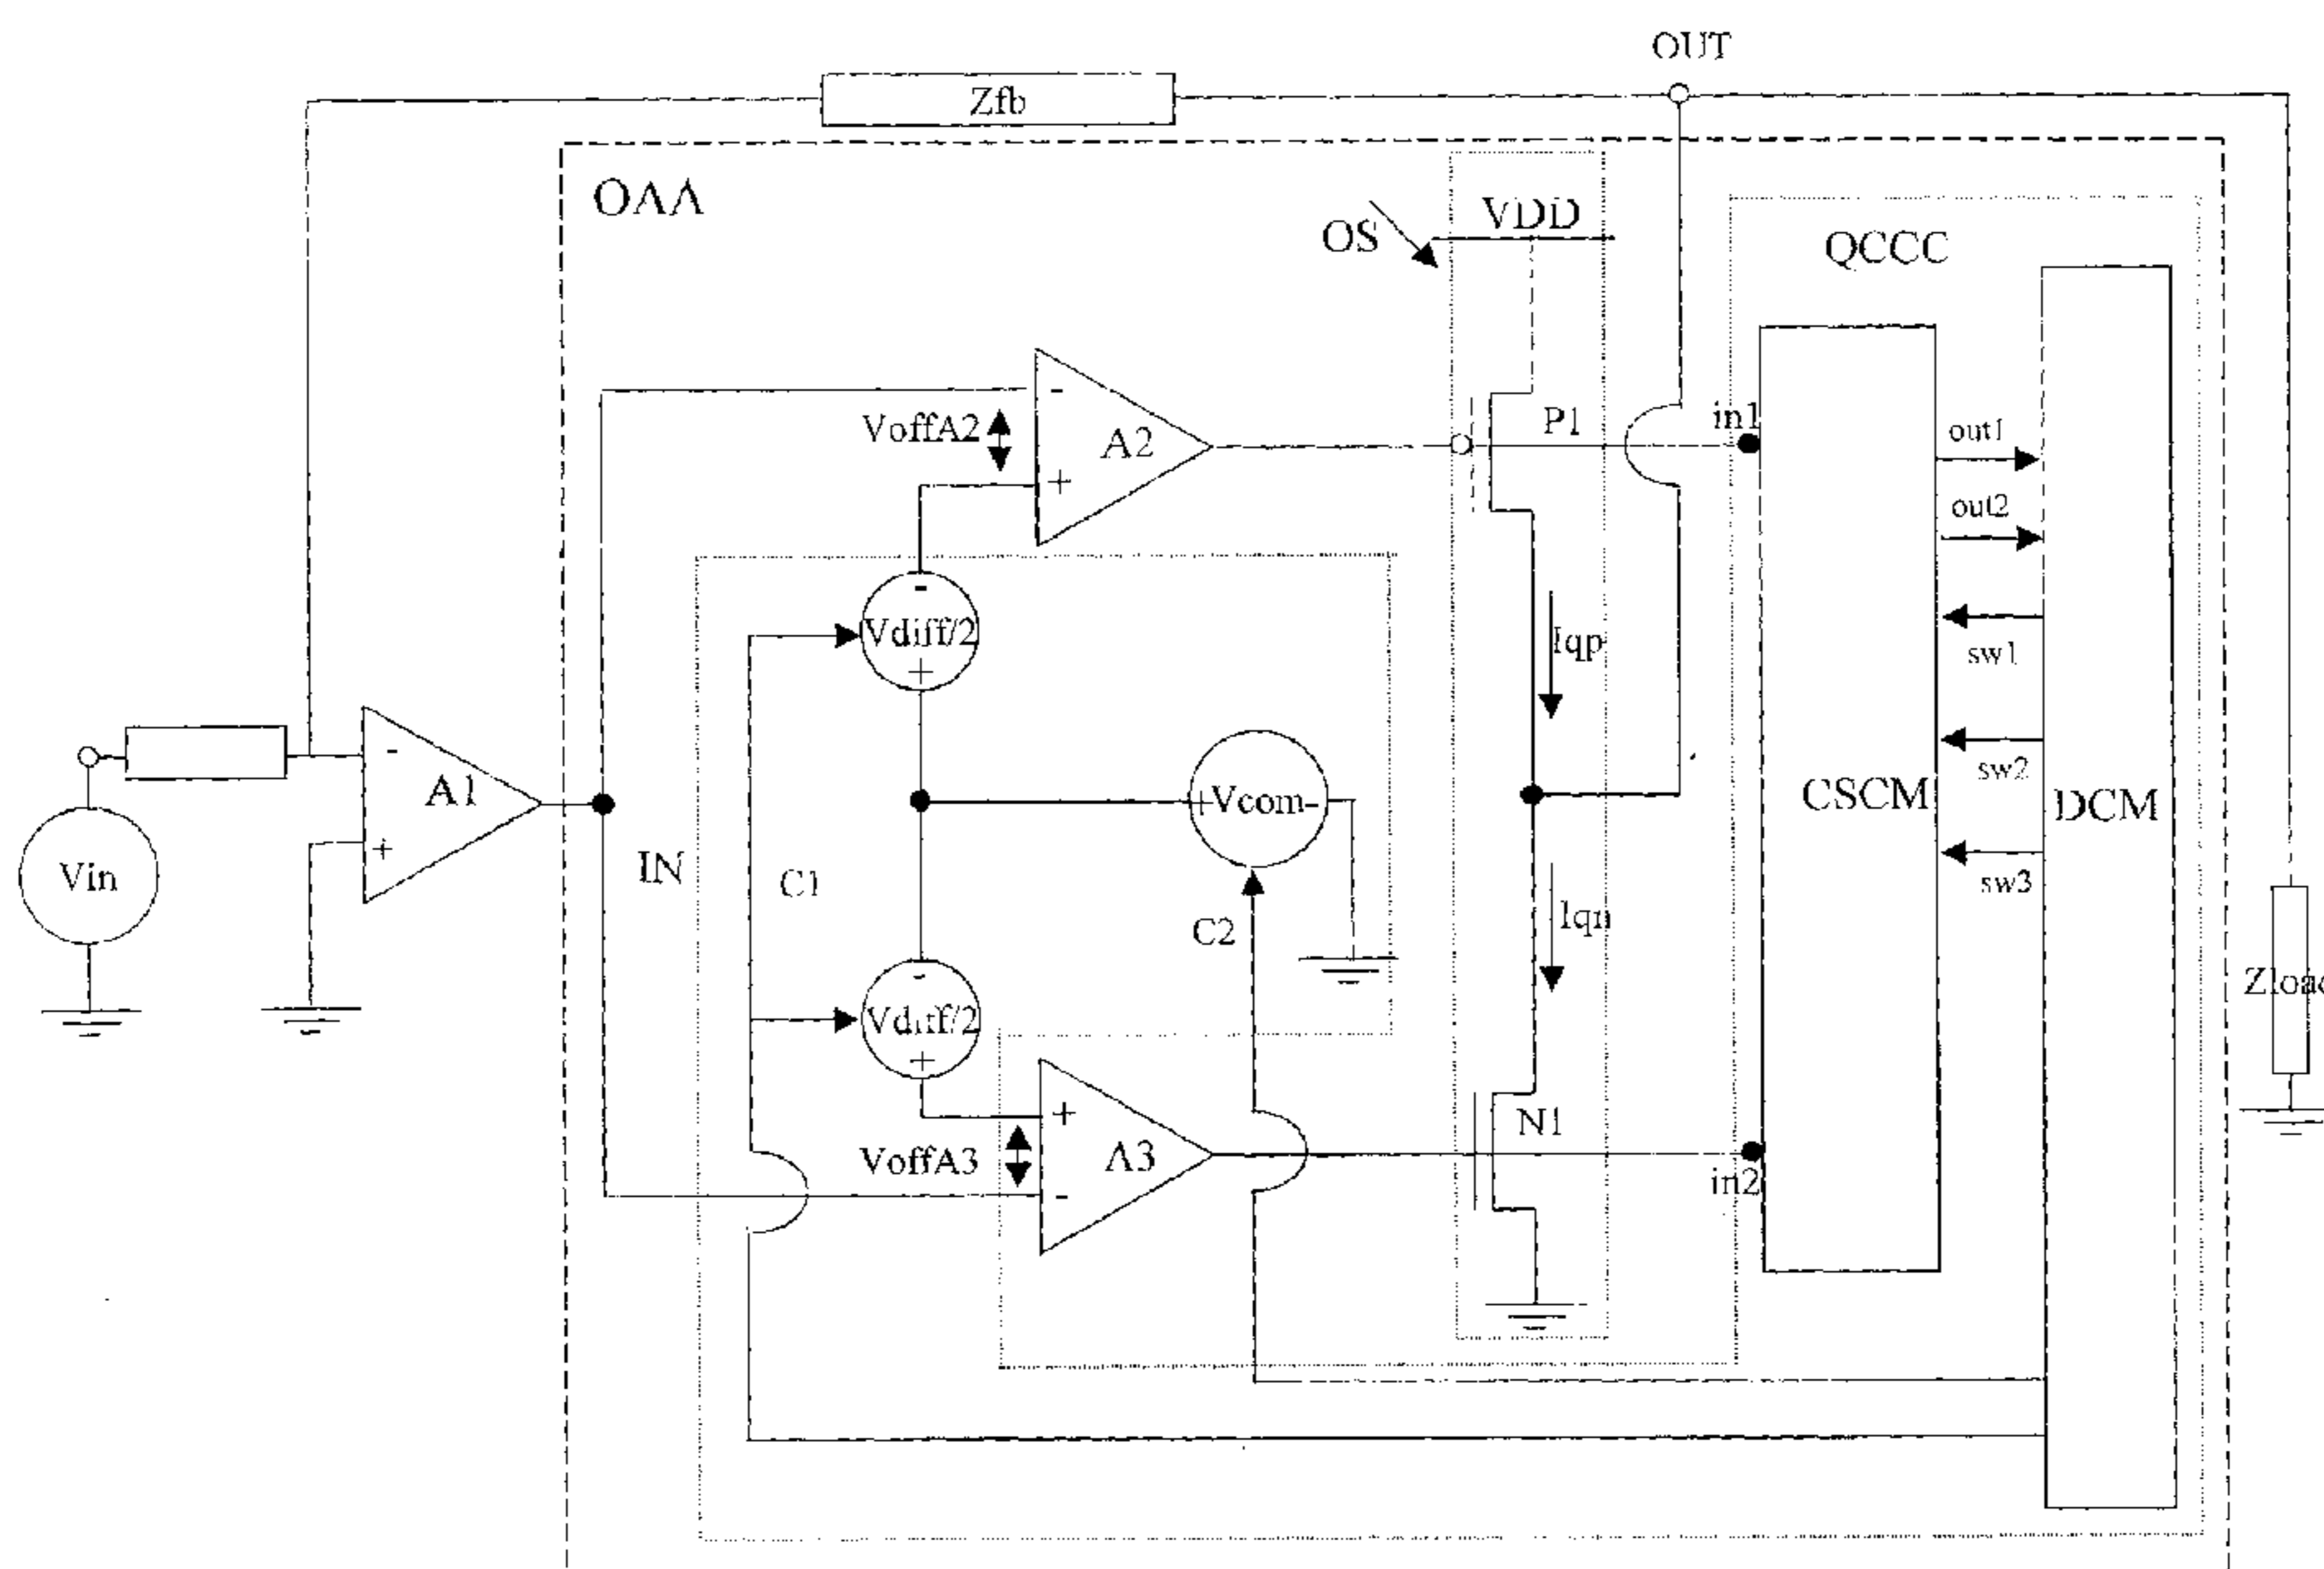 OUT
Zfb
OAA
OS
VDD
QCCC
VoffA2
-
+
A2
P1
in1
out1
out2
-
Vdiff/2
+
Iqp
sw1
-
A1
+
Vin
IN
C1
+Vcom-
C2
sw2
CSCM
DCM
sw3
Iqn
-
Vdiff/2
+
Zload
+
VoffA3
A3
-
N1
in2